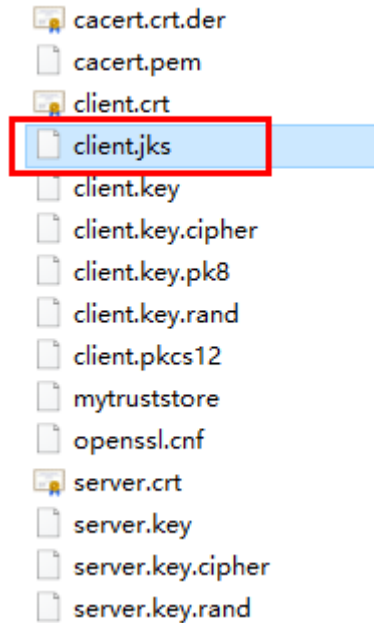 cacert.crt.der
cacert.pem
client.crt
client.jks
client.key
client.key.cipher
client.key.pk8
client.key.rand
client.pkcs12
mytruststore
openssl.cnf
server.crt
server.key
server.key.cipher
server.key.rand